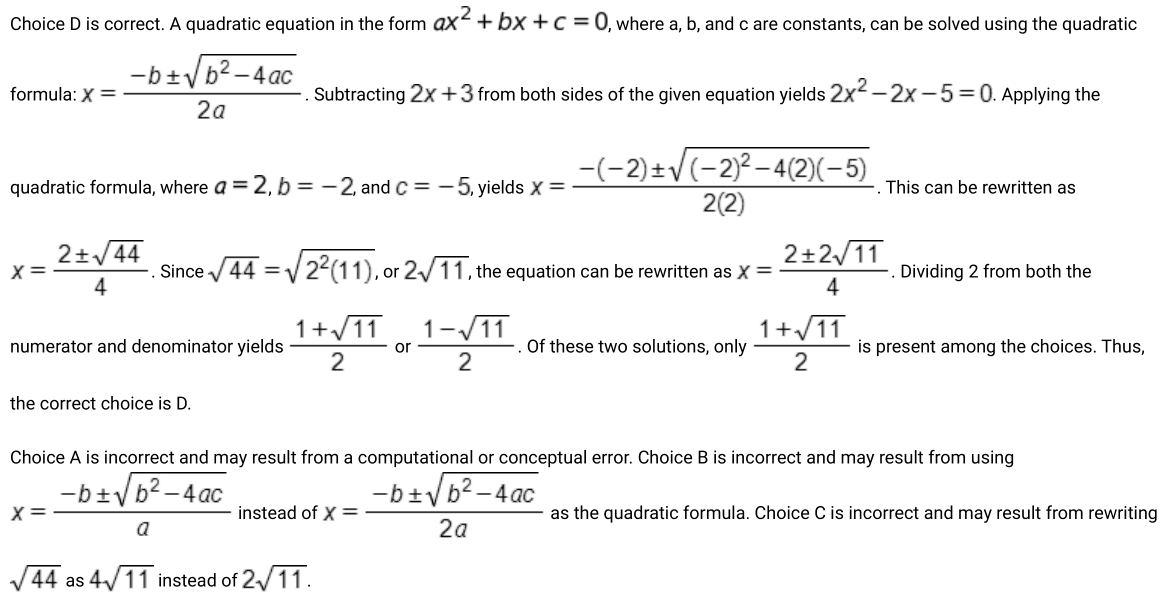 Choice D is correct. A quadratic equation in the form ax² + bx + c = 0, where a, b, and c are constants, can be solved using the quadratic
formula: x = (−b ± √(b² − 4ac))/(2a). Subtracting 2x + 3 from both sides of the given equation yields 2x² − 2x − 5 = 0. Applying the
quadratic formula, where a = 2, b = −2, and c = −5, yields x = (−(−2) ± √((−2)² − 4(2)(−5)))/(2(2)). This can be rewritten as
x = (2 ± √44)/4. Since √44 = √(2²(11)), or 2√11, the equation can be rewritten as x = (2 ± 2√11)/4. Dividing 2 from both the
numerator and denominator yields (1 + √11)/2 or (1 − √11)/2. Of these two solutions, only (1 + √11)/2 is present among the choices. Thus,
the correct choice is D.
Choice A is incorrect and may result from a computational or conceptual error. Choice B is incorrect and may result from using
x = (−b ± √(b² − 4ac))/a instead of x = (−b ± √(b² − 4ac))/(2a) as the quadratic formula. Choice C is incorrect and may result from rewriting
√44 as 4√11 instead of 2√11.